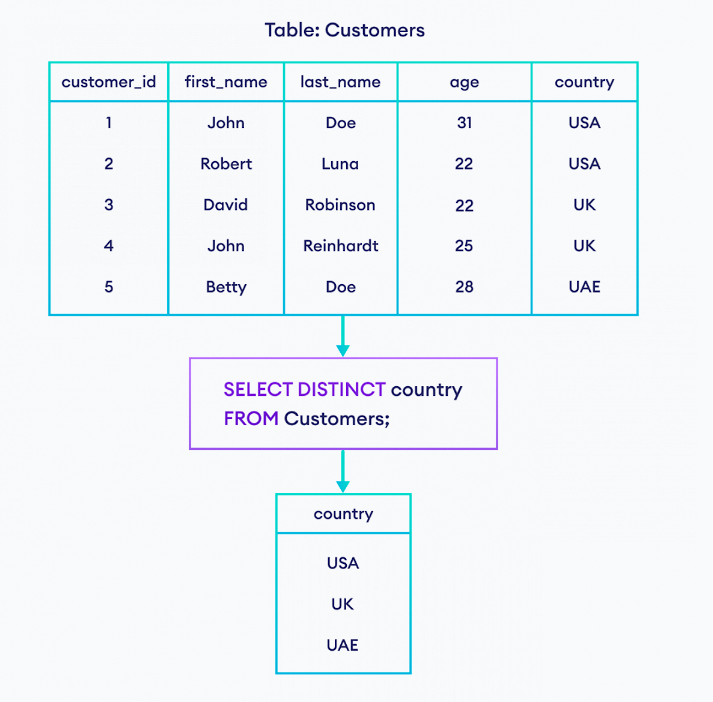 Table: Customers
customer_id first_name last_name age country
1 John Doe 31 USA
2 Robert Luna 22 USA
3 David Robinson 22 UK
4 John Reinhardt 25 UK
5 Betty Doe 28 UAE
SELECT DISTINCT country
FROM Customers;
country
USA
UK
UAE